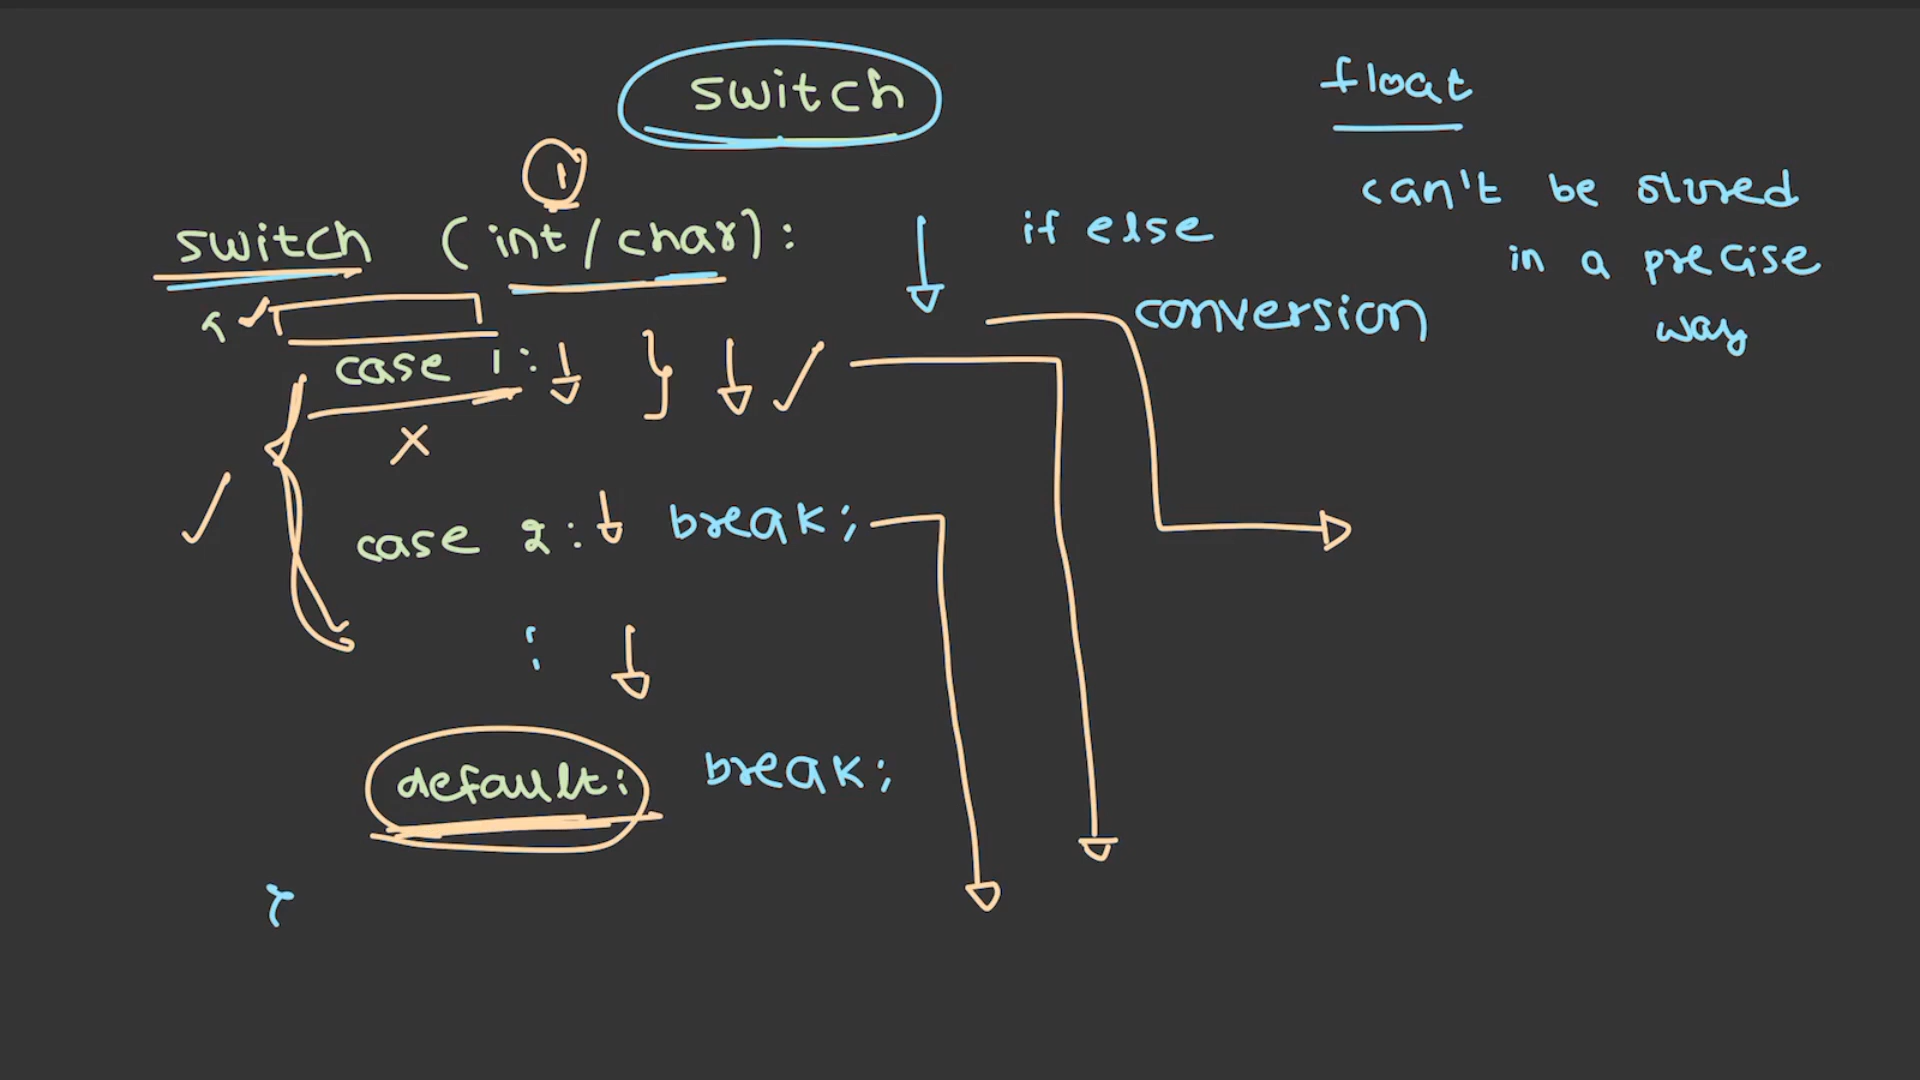 switch
float
1
can't be stored
switch (int/char):
if else
in a precise
conversion
way
case 1:
x
case 2: break;
default: break;